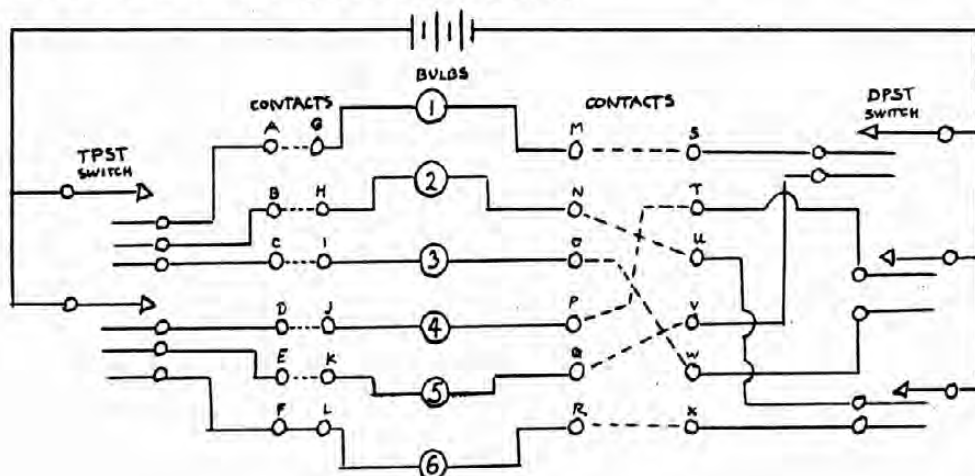 BULBS
CONTACTS CONTACTS DPST
SWITCH
1
A G M S
TPST
SWITCH
2
B H N T
C I 3 O U
D J 4 P V
E K 5 Q W
F L R X
6